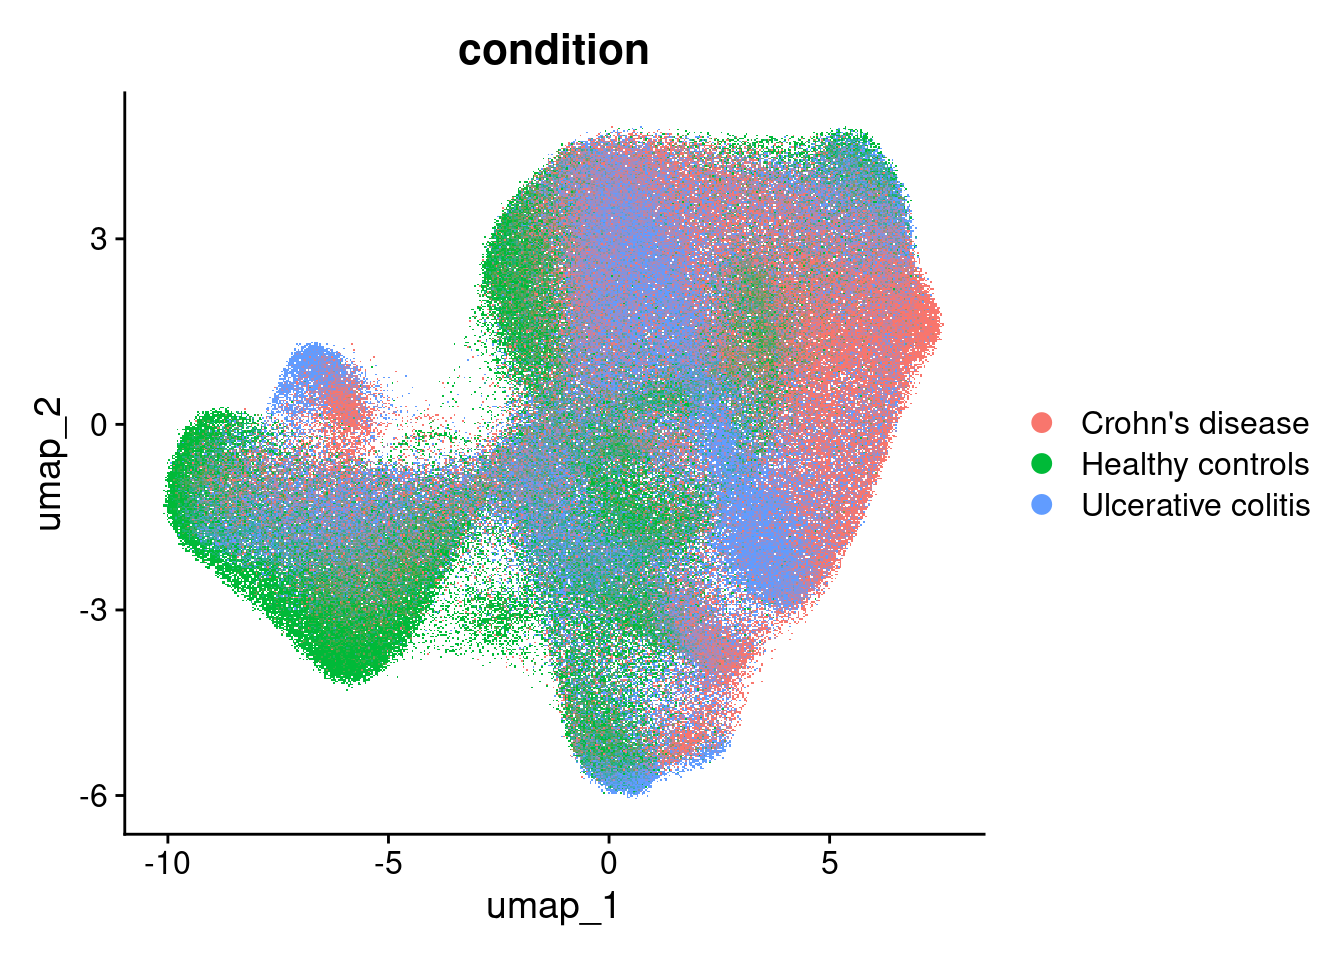 condition
umap_2
3
0
-3
-6
-10
-5
0
5
umap_1
Crohn's disease
Healthy controls
Ulcerative colitis